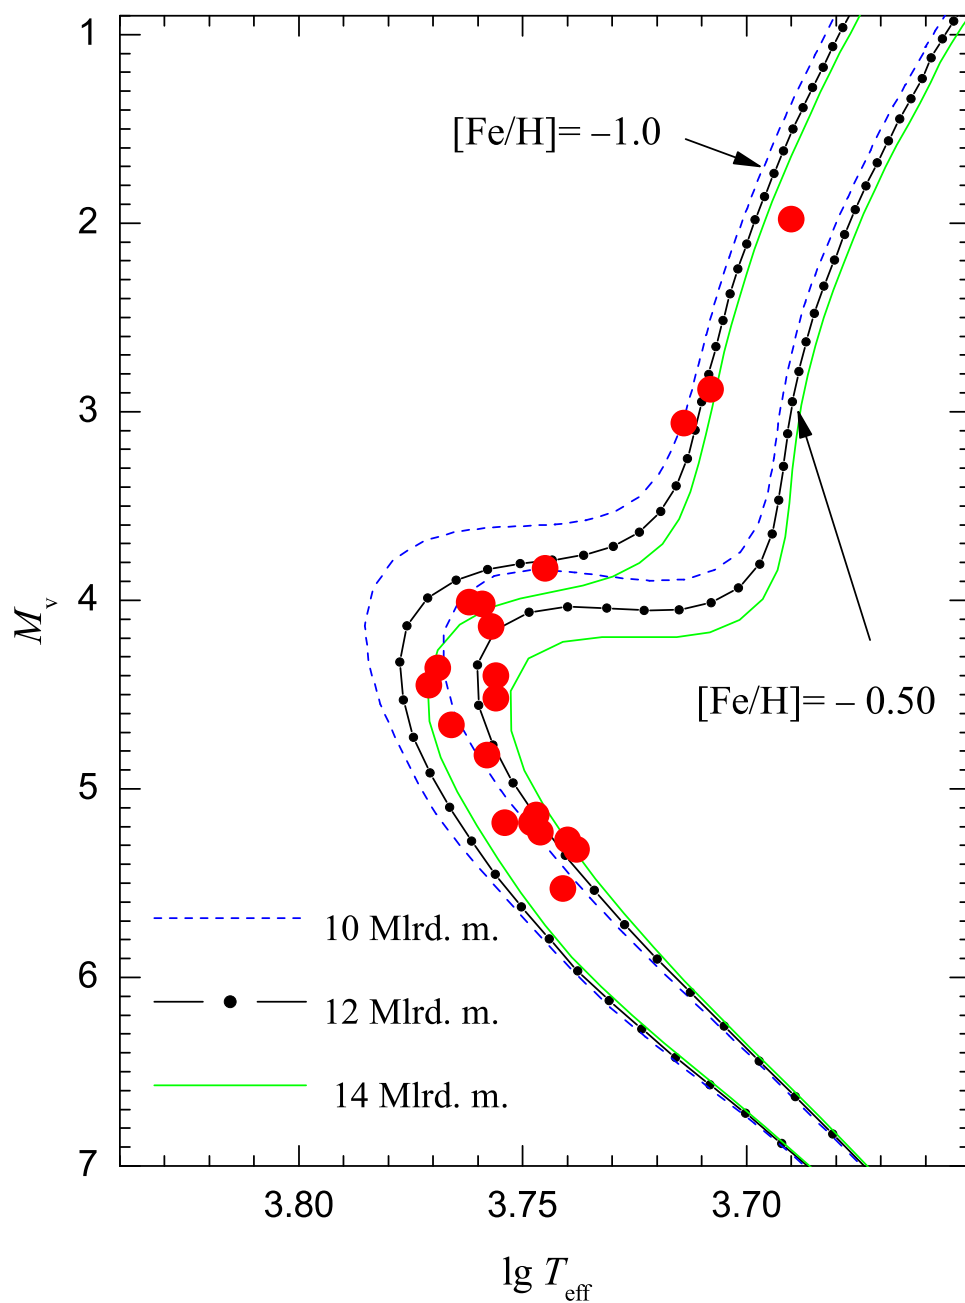 1
[Fe/H]= –1.0
2
3
4
M_v
[Fe/H]= – 0.50
5
10 Mlrd. m.
6
12 Mlrd. m.
14 Mlrd. m.
7
3.80 3.75 3.70
lg T_eff